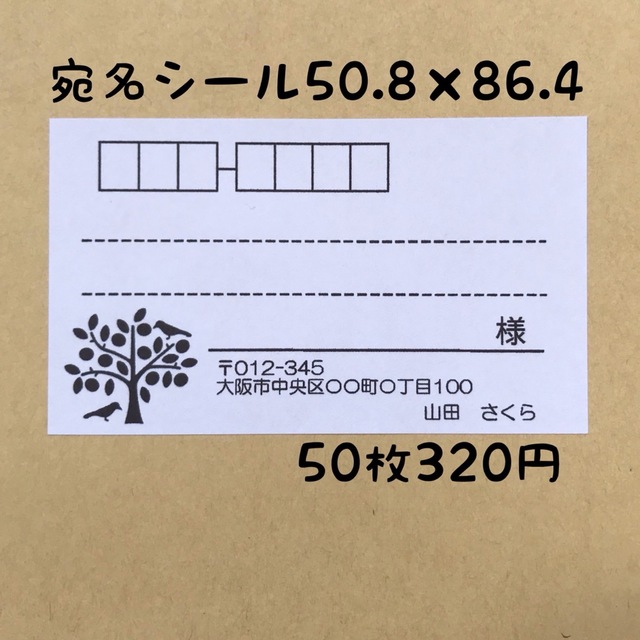 宛名シール50.8×86.4
様
〒012-345
大阪市中央区〇〇町〇丁目100
山田 さくら
50枚320円